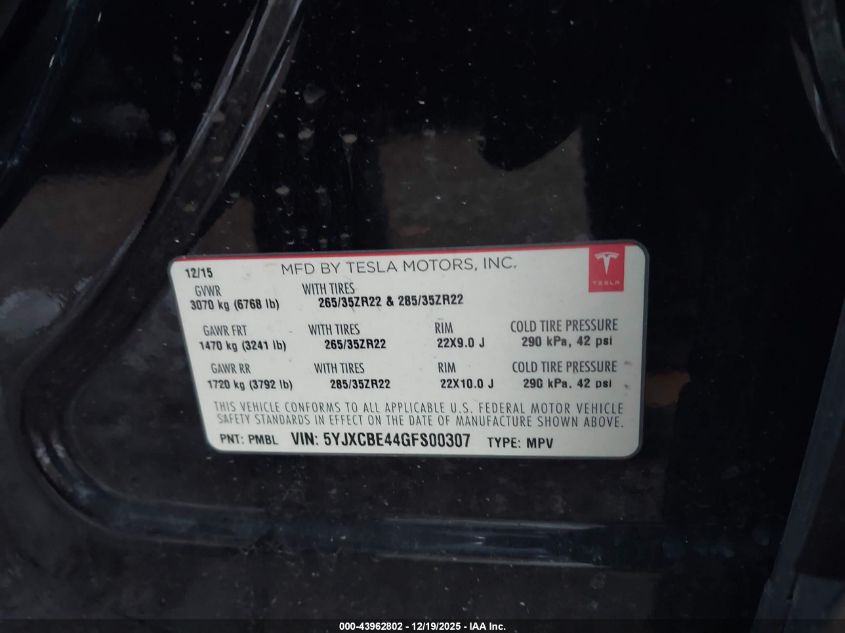 12/15 MFD BY TESLA MOTORS, INC.
TESLA
GVWR WITH TIRES
3070 kg (6768 lb) 265/35ZR22 & 285/35ZR22
GAWR FRT WITH TIRES RIM COLD TIRE PRESSURE
1470 kg (3241 lb) 265/35ZR22 22X9.0 J 290 kPa, 42 psi
GAWR RR WITH TIRES RIM COLD TIRE PRESSURE
1720 kg (3792 lb) 285/35ZR22 22X10.0 J 290 kPa, 42 psi
THIS VEHICLE CONFORMS TO ALL APPLICABLE U.S. FEDERAL MOTOR VEHICLE
SAFETY STANDARDS IN EFFECT ON THE DATE OF MANUFACTURE SHOWN ABOVE.
PNT: PMBL VIN: 5YJXCBE44GFS00307 TYPE: MPV
000-43962802 - 12/19/2025 - IAA Inc.